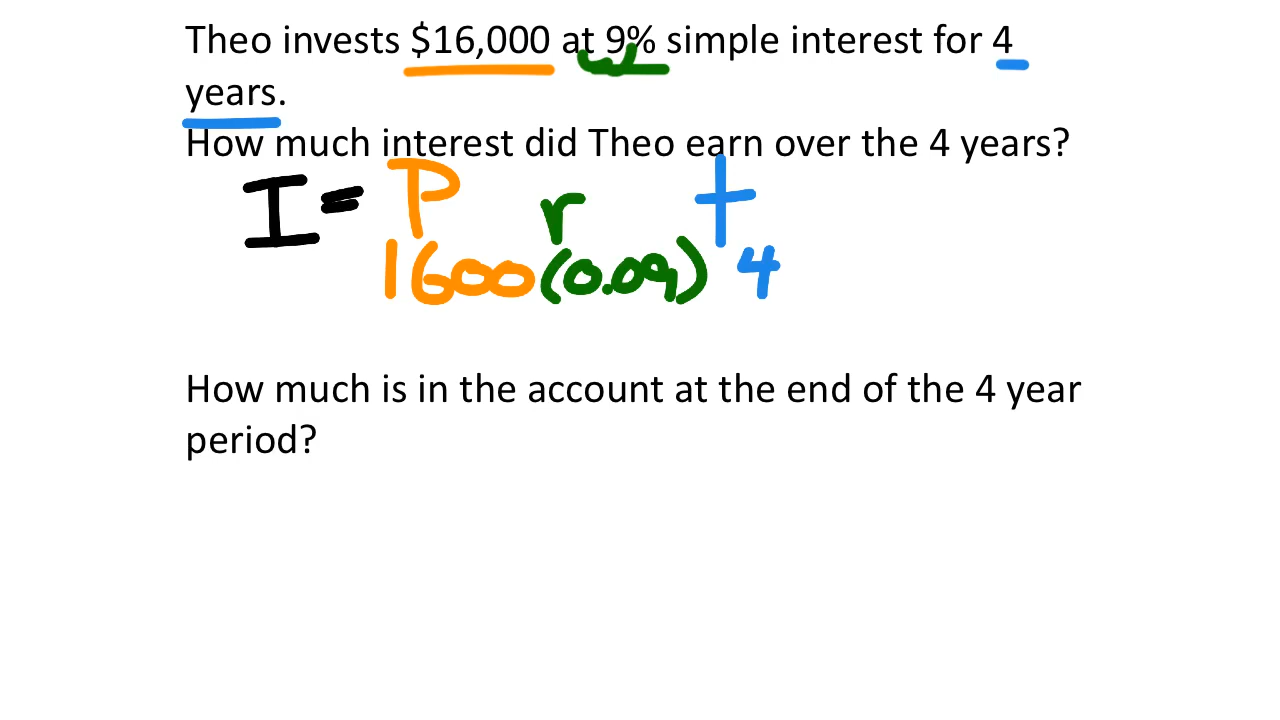 Theo invests $16,000 at 9% simple interest for 4
years.
How much interest did Theo earn over the 4 years?
I = P r t
1600(0.09) 4
How much is in the account at the end of the 4 year
period?